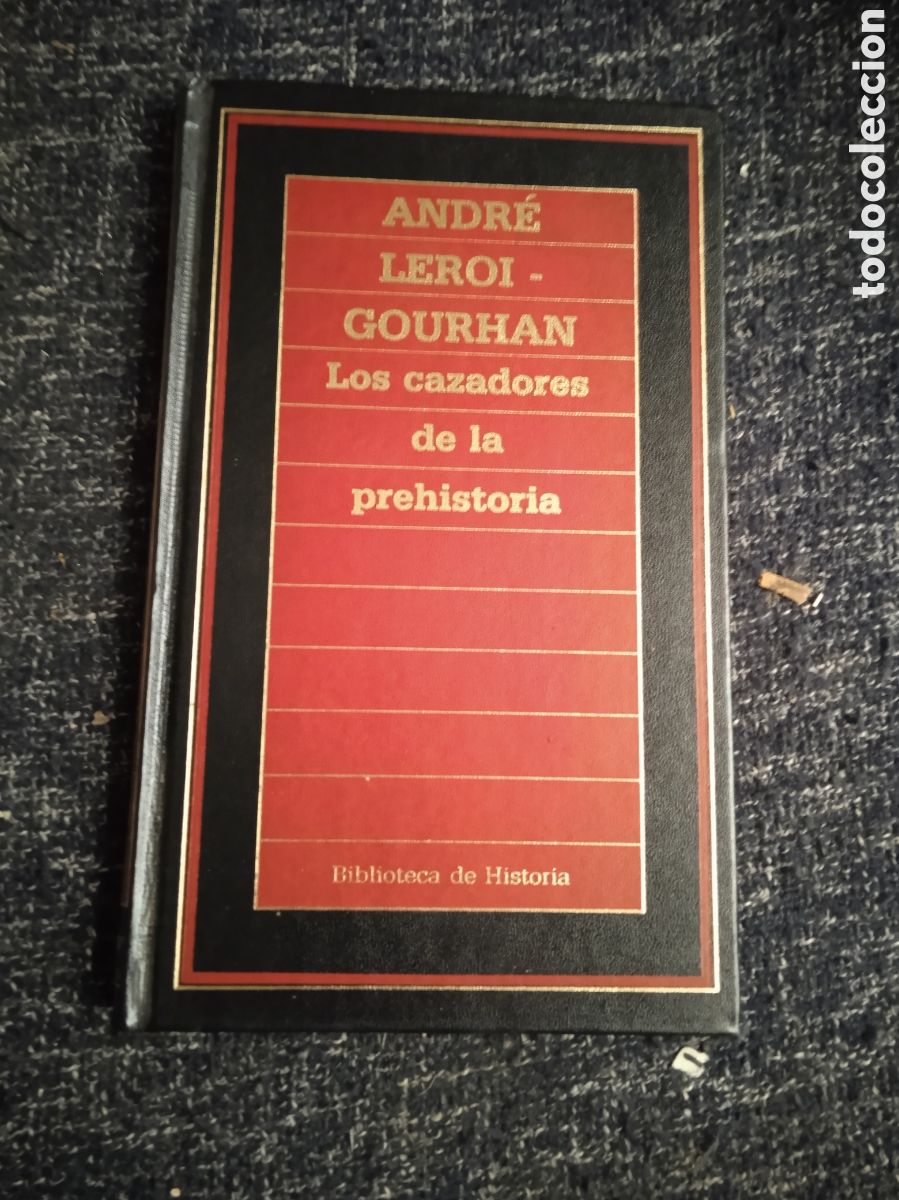 ANDRÉ
LEROI -
GOURHAN
Los cazadores
de la
prehistoria
Biblioteca de Historia
todocoleccion
n